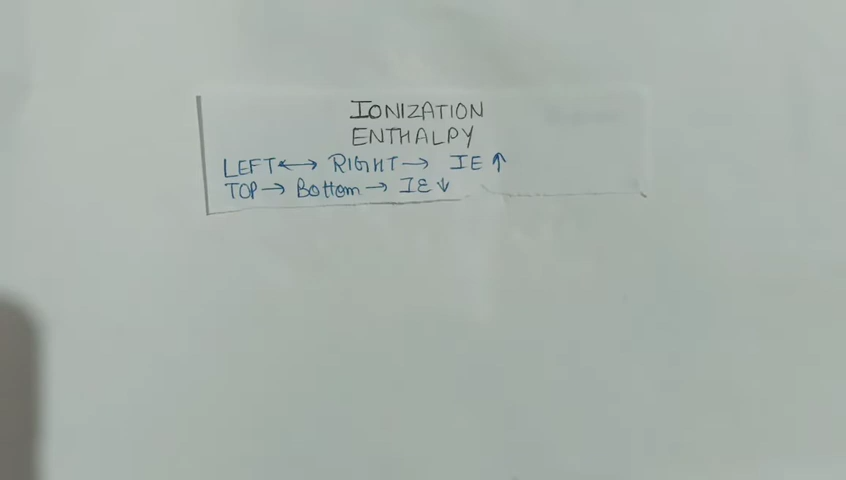 IONIZATION
ENTHALPY
LEFT ↔ RIGHT → IE ↑
TOP → Bottom → IE ↓